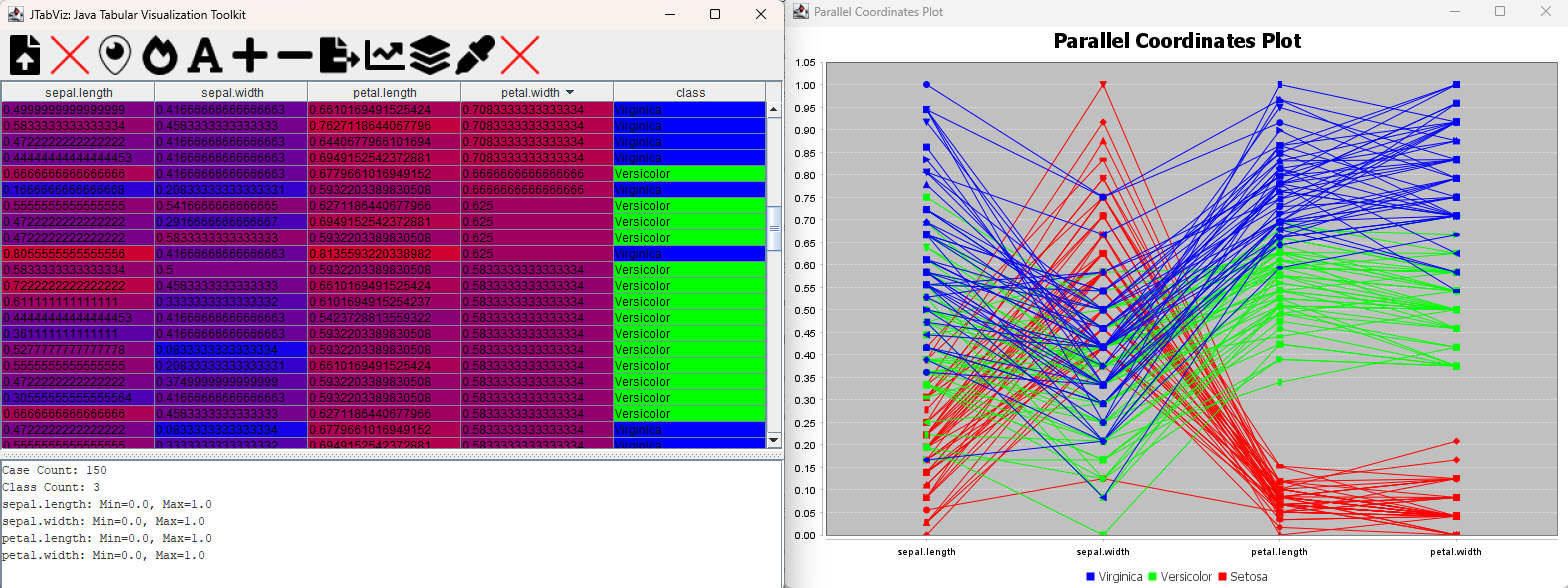 JTabViz: Java Tabular Visualization Toolkit
sepal.length sepal.width petal.length petal.width class
0.4999999999999999 0.41666666666666663 0.6610169491525424 0.7083333333333334 Virginica
0.5833333333333334 0.4583333333333333 0.7627118644067796 0.7083333333333334 Virginica
0.4722222222222222 0.41666666666666663 0.6440677966101694 0.7083333333333334 Virginica
0.44444444444444453 0.41666666666666663 0.6949152542372881 0.7083333333333334 Virginica
0.6666666666666666 0.41666666666666663 0.6779661016949152 0.6666666666666666 Versicolor
0.1666666666666668 0.20833333333333331 0.5932203389830508 0.6666666666666666 Virginica
0.5555555555555555 0.5416666666666665 0.6271186440677966 0.625 Versicolor
0.4722222222222222 0.2916666666666667 0.6949152542372881 0.625 Versicolor
0.4722222222222222 0.5833333333333333 0.5932203389830508 0.625 Versicolor
0.8055555555555556 0.41666666666666663 0.8135593220338982 0.625 Virginica
0.5833333333333334 0.5 0.5932203389830508 0.5833333333333334 Versicolor
0.7222222222222222 0.4583333333333333 0.6610169491525424 0.5833333333333334 Versicolor
0.611111111111111 0.3333333333333332 0.6101694915254237 0.5833333333333334 Versicolor
0.44444444444444453 0.41666666666666663 0.5423728813559322 0.5833333333333334 Versicolor
0.361111111111111 0.41666666666666663 0.5932203389830508 0.5833333333333334 Versicolor
0.5277777777777778 0.0833333333333334 0.5932203389830508 0.5833333333333334 Versicolor
0.5555555555555555 0.20833333333333331 0.6610169491525424 0.5833333333333334 Versicolor
0.4722222222222222 0.3749999999999999 0.5932203389830508 0.5833333333333334 Versicolor
0.30555555555555564 0.41666666666666663 0.5932203389830508 0.5833333333333334 Versicolor
0.6666666666666666 0.4583333333333333 0.6271186440677966 0.5833333333333334 Versicolor
0.4722222222222222 0.0833333333333334 0.6779661016949152 0.5833333333333334 Virginica
0.5555555555555555 0.3333333333333332 0.6949152542372881 0.5833333333333334 Virginica
Case Count: 150
Class Count: 3
sepal.length: Min=0.0, Max=1.0
sepal.width: Min=0.0, Max=1.0
petal.length: Min=0.0, Max=1.0
petal.width: Min=0.0, Max=1.0
Parallel Coordinates Plot
Parallel Coordinates Plot
1.05
1.00
0.95
0.90
0.85
0.80
0.75
0.70
0.65
0.60
0.55
0.50
0.45
0.40
0.35
0.30
0.25
0.20
0.15
0.10
0.05
0.00
sepal.length sepal.width petal.length petal.width
Virginica Versicolor Setosa